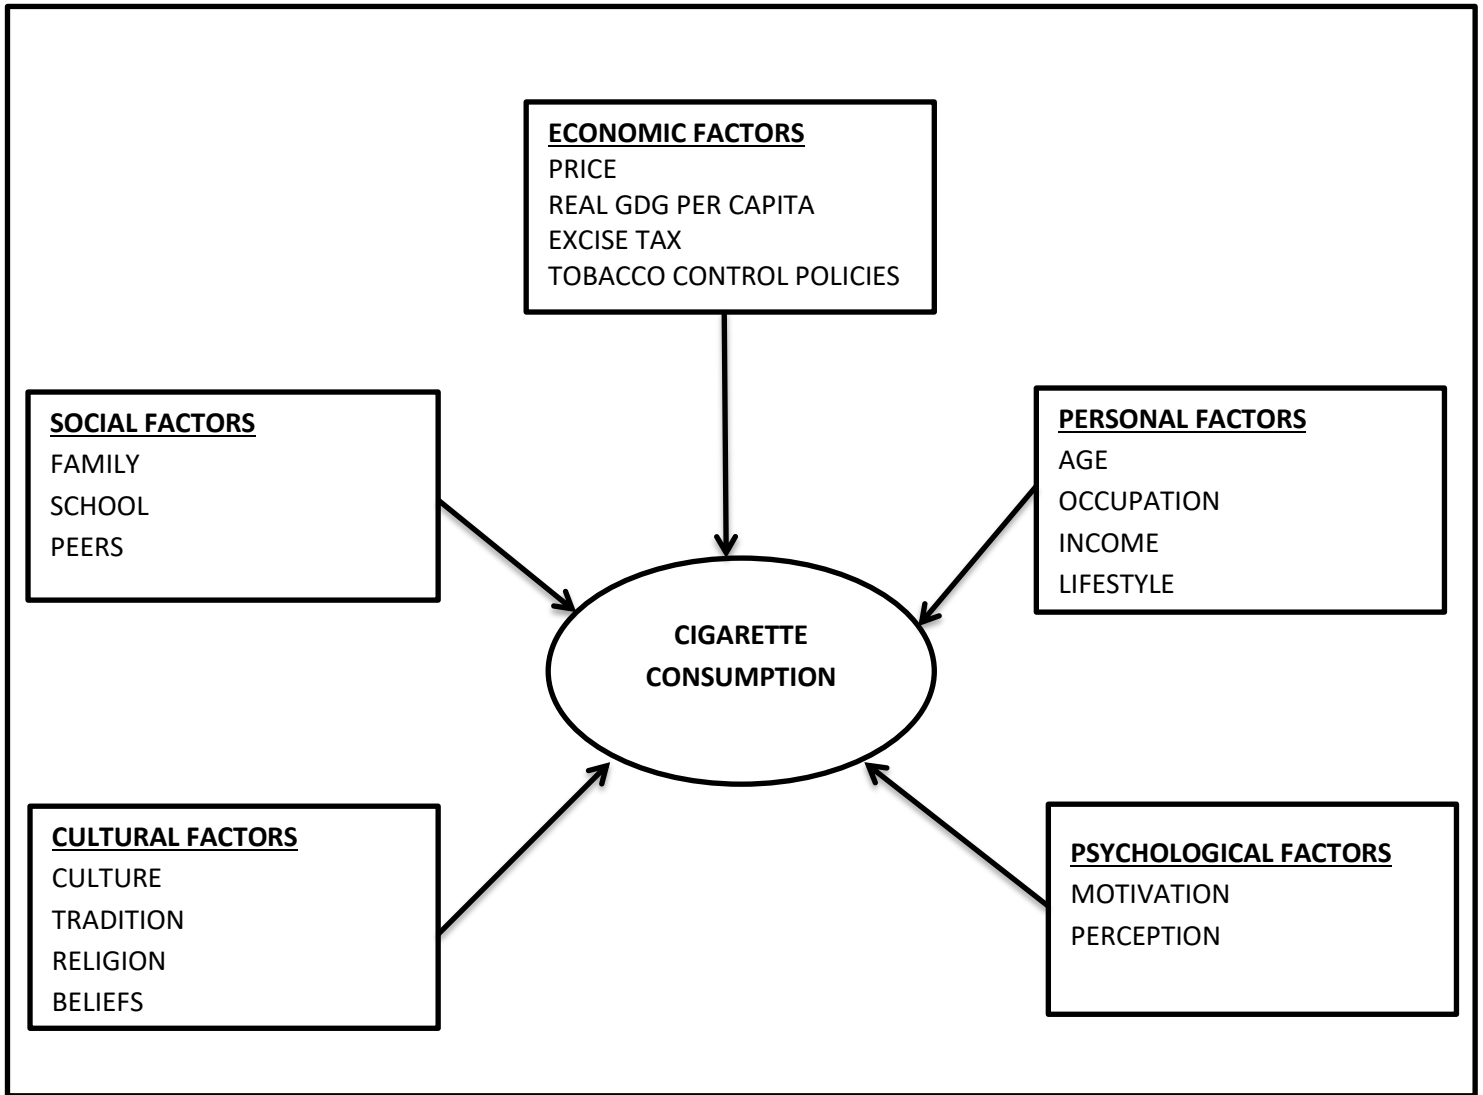 ECONOMIC FACTORS
PRICE
REAL GDG PER CAPITA
EXCISE TAX
TOBACCO CONTROL POLICIES
SOCIAL FACTORS
FAMILY
SCHOOL
PEERS
PERSONAL FACTORS
AGE
OCCUPATION
INCOME
LIFESTYLE
CIGARETTE
CONSUMPTION
CULTURAL FACTORS
CULTURE
TRADITION
RELIGION
BELIEFS
PSYCHOLOGICAL FACTORS
MOTIVATION
PERCEPTION